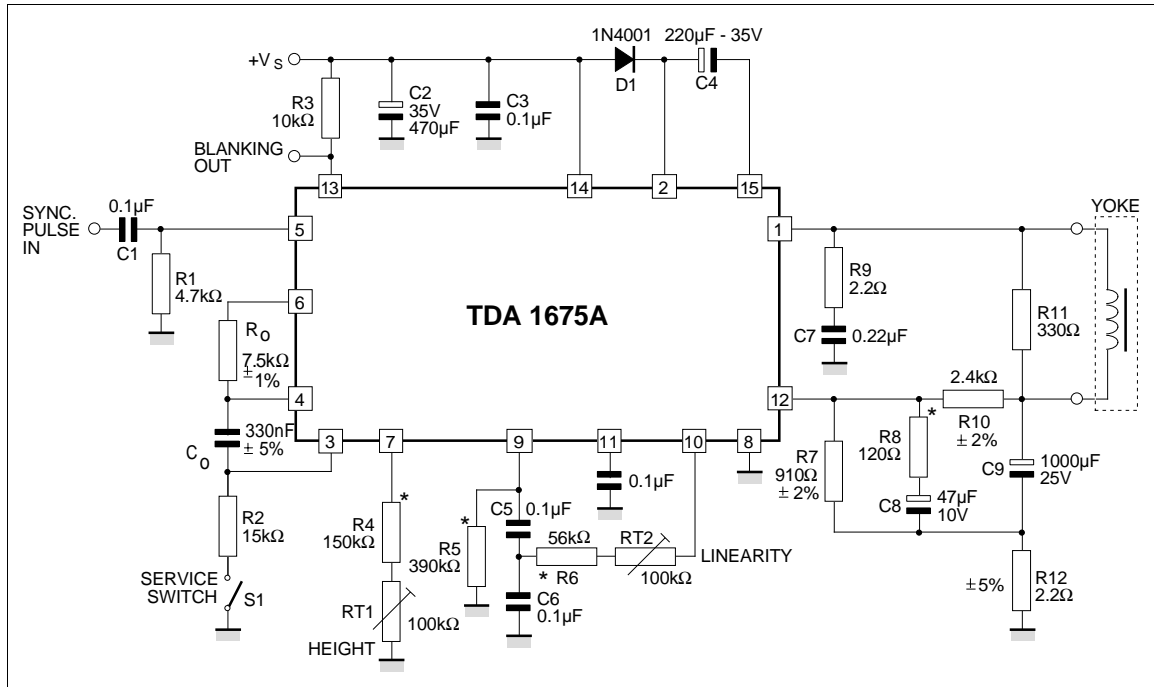 1N4001
220µF - 35V
+VS
D1
C4
R3
10kΩ
C2
35V
470µF
C3
0.1µF
BLANKING
OUT
13
14
2
15
YOKE
SYNC.
PULSE
IN
0.1µF
C1
5
1
R1
4.7kΩ
R9
2.2Ω
R11
330Ω
6
TDA 1675A
Ro
7.5kΩ
±1%
C7
0.22µF
4
12
2.4kΩ
R10
±2%
330nF
±5%
Co
3
7
9
11
10
8
*
R8
120Ω
R7
910Ω
±2%
C9
1000µF
25V
0.1µF
C8
47µF
10V
R2
15kΩ
*
R4
150kΩ
*
R5
390kΩ
C5
0.1µF
56kΩ
* R6
RT2
100kΩ
LINEARITY
SERVICE
SWITCH
S1
RT1
100kΩ
HEIGHT
C6
0.1µF
±5%
R12
2.2Ω